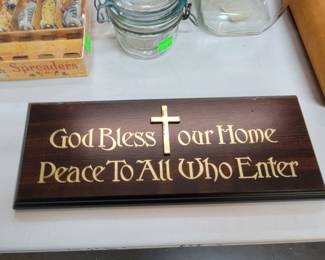 Spreaders
God Bless our Home
Peace To All Who Enter